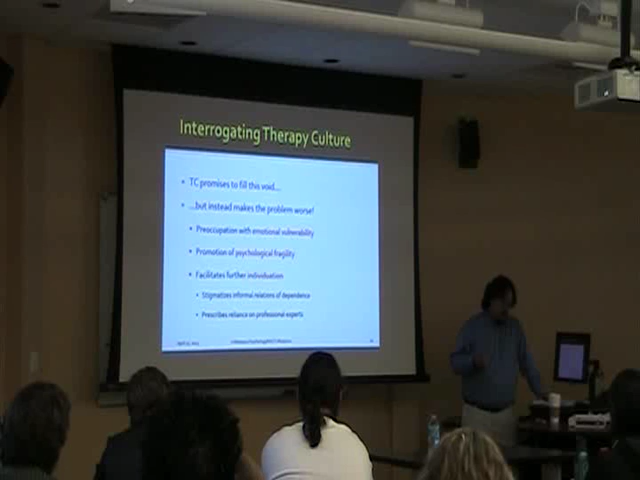 Interrogating Therapy Culture
• TC promises to fill this void...
• ...but instead makes the problem worse!
• Preoccupation with emotional vulnerability
• Promotion of psychological fragility
• Facilitates further individuation
• Stigmatizes informal relations of dependence
• Prescribes reliance on professional experts